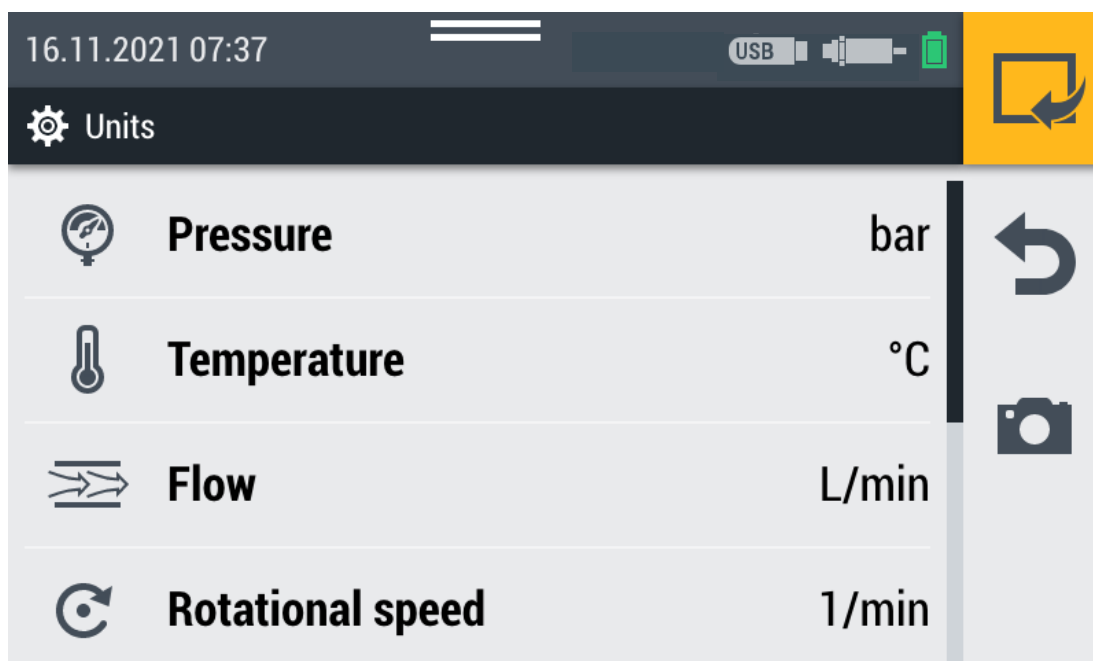 16.11.2021 07:37 USB
Units
Pressure bar
Temperature °C
Flow L/min
Rotational speed 1/min